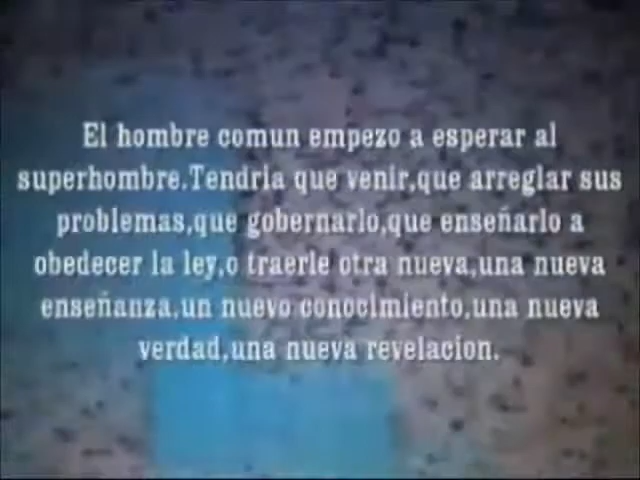 El hombre comun empezo a esperar al
superhombre.Tendria que venir,que arreglar sus
problemas,que gobernarlo,que enseñarlo a
obedecer la ley,o traerle otra nueva,una nueva
enseñanza,un nuevo conocimiento,una nueva
verdad,una nueva revelacion.